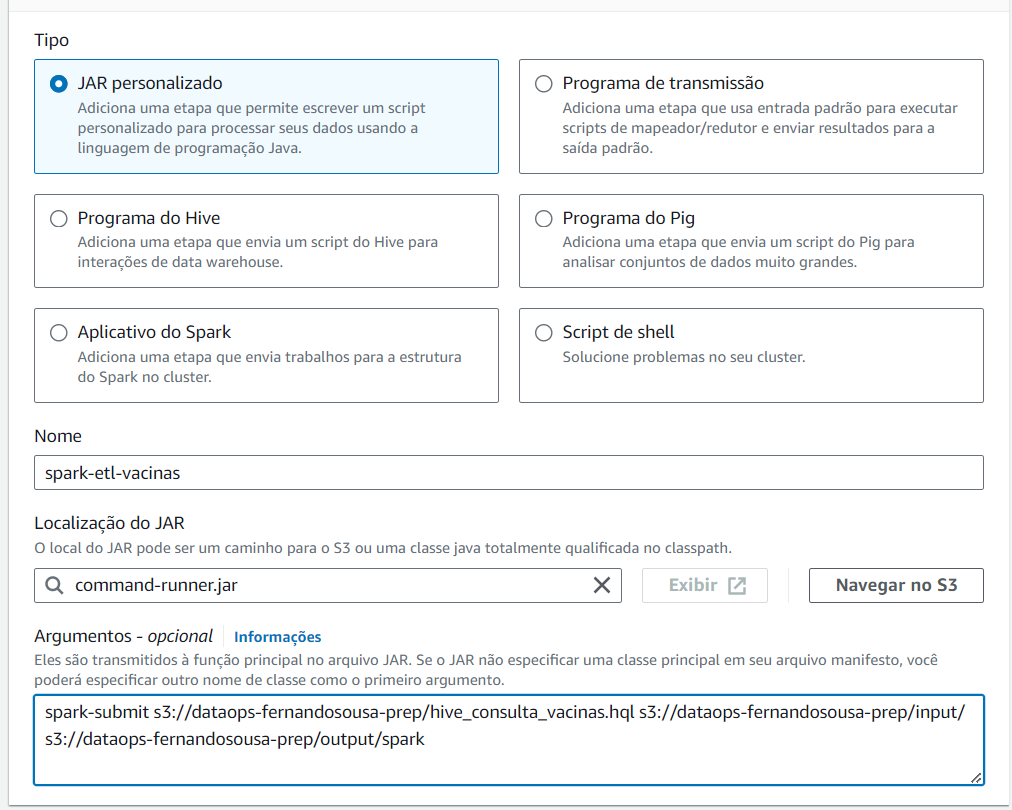 Tipo
JAR personalizado
Adiciona uma etapa que permite escrever um script
personalizado para processar seus dados usando a
linguagem de programação Java.
Programa de transmissão
Adiciona uma etapa que usa entrada padrão para executar
scripts de mapeador/redutor e enviar resultados para a
saída padrão.
Programa do Hive
Adiciona uma etapa que envia um script do Hive para
interações de data warehouse.
Programa do Pig
Adiciona uma etapa que envia um script do Pig para
analisar conjuntos de dados muito grandes.
Aplicativo do Spark
Adiciona uma etapa que envia trabalhos para a estrutura
do Spark no cluster.
Script de shell
Solucione problemas no seu cluster.
Nome
spark-etl-vacinas
Localização do JAR
O local do JAR pode ser um caminho para o S3 ou uma classe java totalmente qualificada no classpath.
command-runner.jar
Exibir
Navegar no S3
Argumentos - opcional Informações
Eles são transmitidos à função principal no arquivo JAR. Se o JAR não especificar uma classe principal em seu arquivo manifesto, você
poderá especificar outro nome de classe como o primeiro argumento.
spark-submit s3://dataops-fernandosousa-prep/hive_consulta_vacinas.hql s3://dataops-fernandosousa-prep/input/
s3://dataops-fernandosousa-prep/output/spark